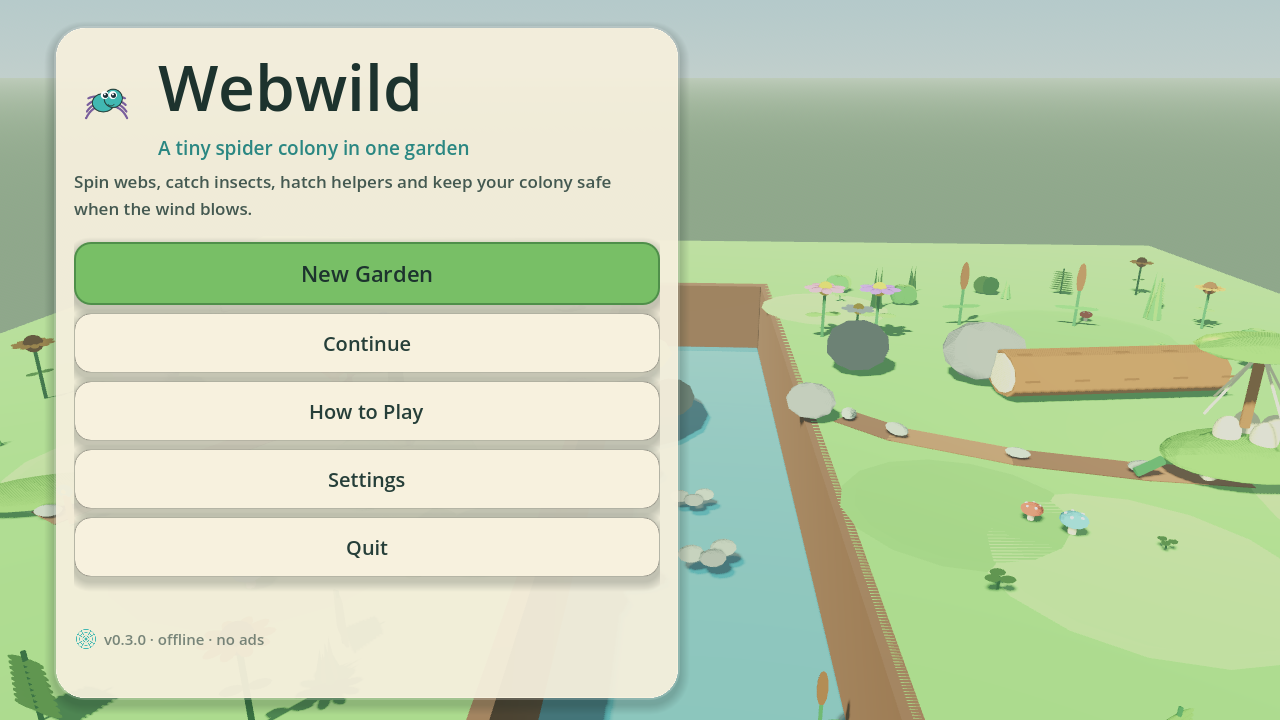 Webwild
A tiny spider colony in one garden
Spin webs, catch insects, hatch helpers and keep your colony safe
when the wind blows.
New Garden
Continue
How to Play
Settings
Quit
v0.3.0 · offline · no ads